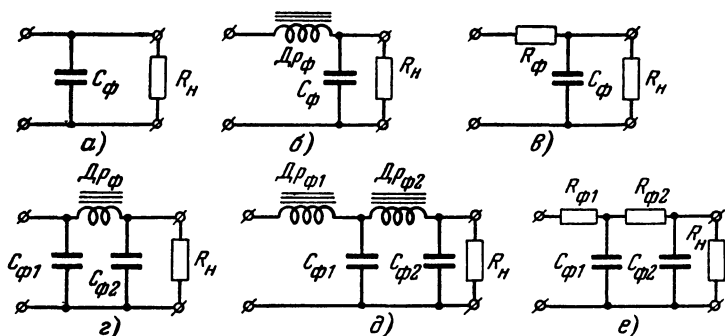 Cф
Rн
а)
Дрф
Cф
Rн
б)
Rф
Cф
Rн
в)
Дрф
Cф1
Cф2
Rн
г)
Дрф1
Дрф2
Cф1
Cф2
Rн
д)
Rф1
Rф2
Cф1
Cф2
Rн
е)